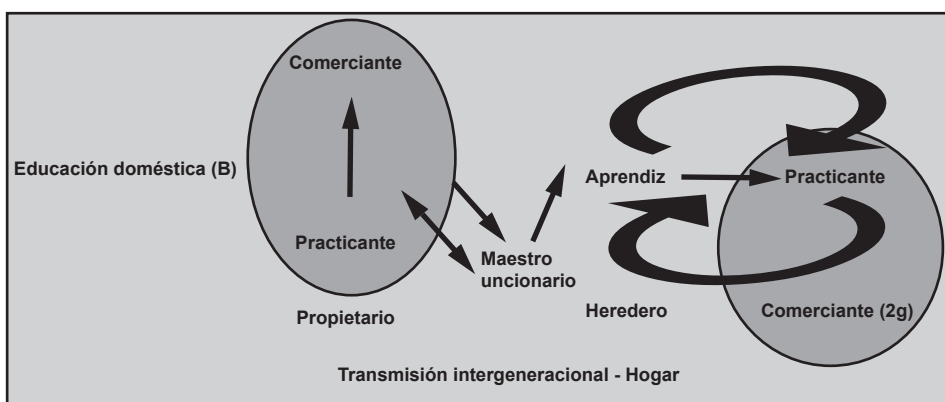 Comerciante
Educación doméstica (B)
Aprendiz
Practicante
Practicante
Maestro
uncionario
Propietario
Heredero
Comerciante (2g)
Transmisión intergeneracional - Hogar